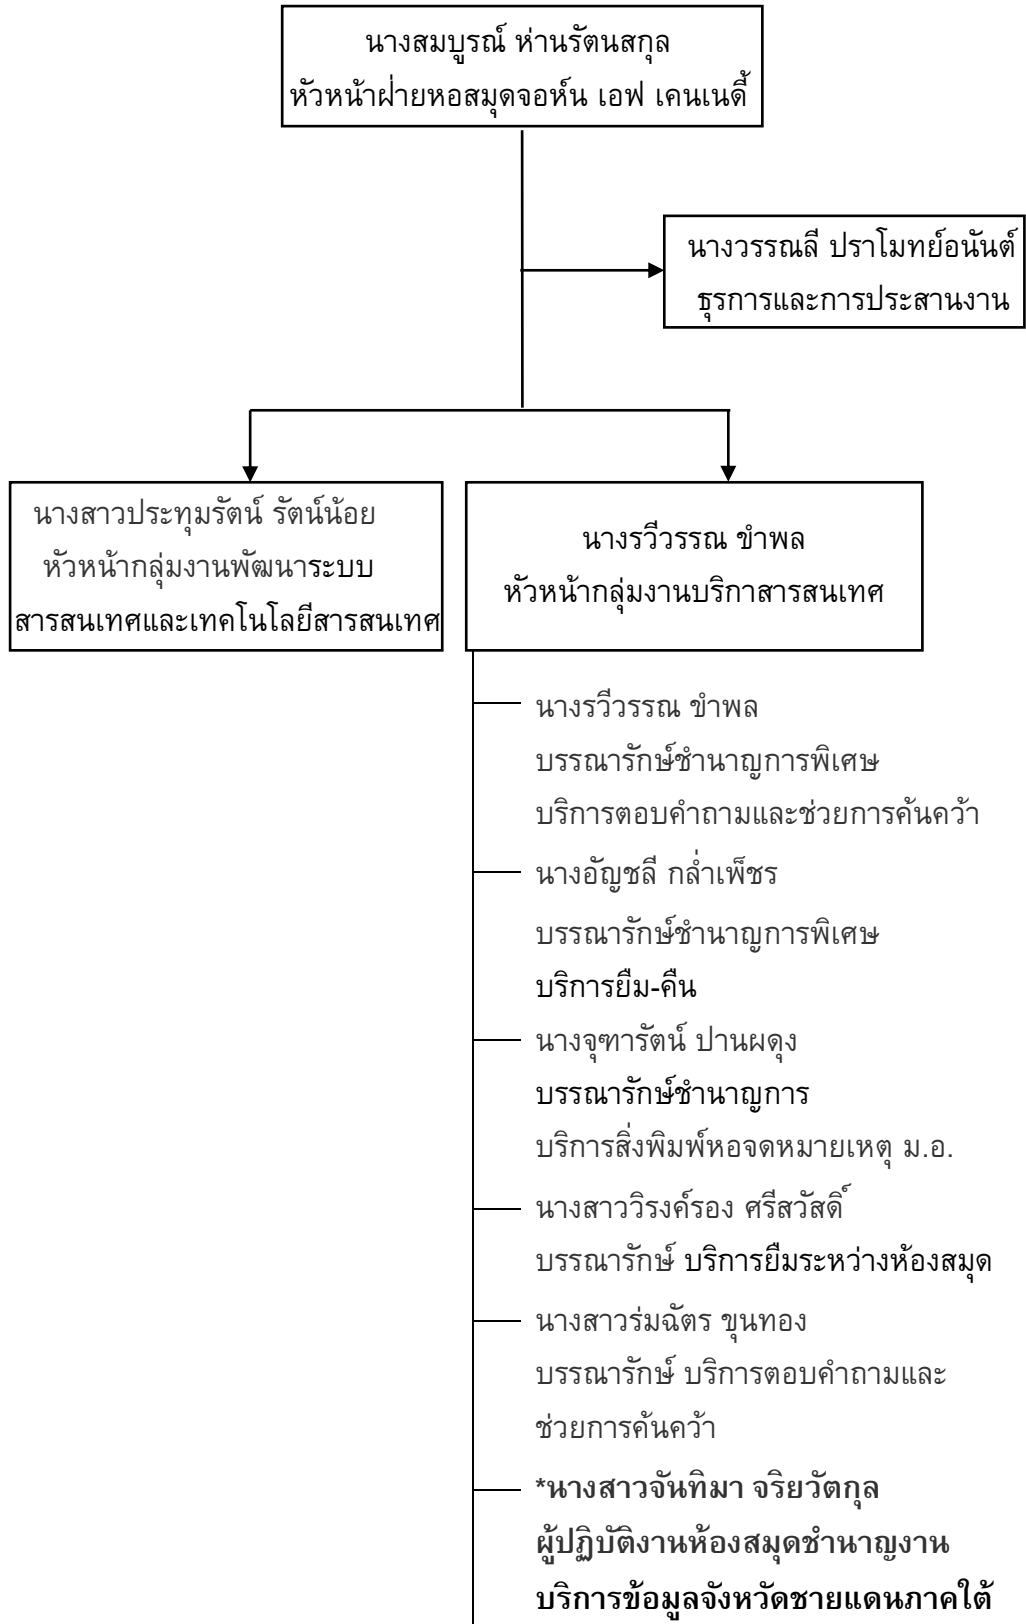 นางสมบูรณ์ ห่านรัตนสกุล
หัวหน้าฝ่ายหอสมุดจอห์น เอฟ เคนเนดี้
นางวรรณลี ปราโมทย์อนันต์
ธุรการและการประสานงาน
นางสาวประทุมรัตน์ รัตน์น้อย
หัวหน้ากลุ่มงานพัฒนาระบบ
สารสนเทศและเทคโนโลยีสารสนเทศ
นางรวีวรรณ ขำพล
หัวหน้ากลุ่มงานบริกาสารสนเทศ
นางรวีวรรณ ขำพล
บรรณารักษ์ชำนาญการพิเศษ
บริการตอบคำถามและช่วยการค้นคว้า
นางอัญชลี กล่ำเพ็ชร
บรรณารักษ์ชำนาญการพิเศษ
บริการยืม-คืน
นางจุฑารัตน์ ปานผดุง
บรรณารักษ์ชำนาญการ
บริการสิ่งพิมพ์หอจดหมายเหตุ ม.อ.
นางสาววิรงค์รอง ศรีสวัสดิ์
บรรณารักษ์ บริการยืมระหว่างห้องสมุด
นางสาวร่มฉัตร ขุนทอง
บรรณารักษ์ บริการตอบคำถามและ
ช่วยการค้นคว้า
*นางสาวจันทิมา จริยวัตกุล
ผู้ปฏิบัติงานห้องสมุดชำนาญงาน
บริการข้อมูลจังหวัดชายแดนภาคใต้